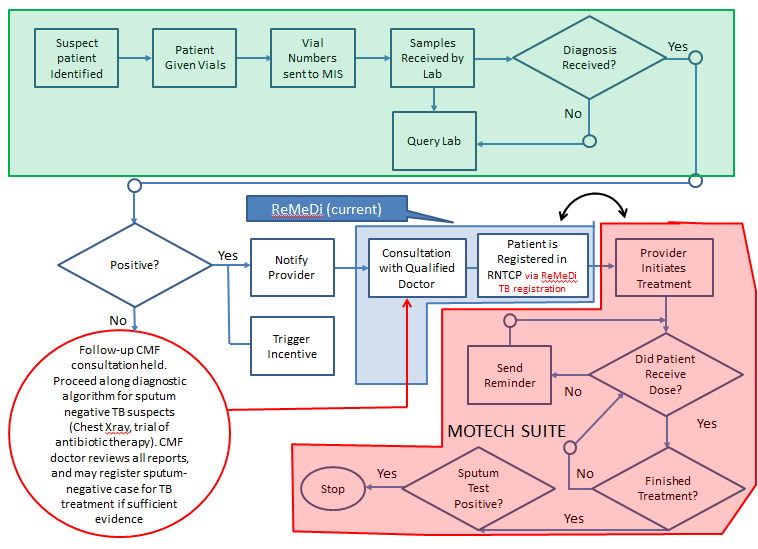 Suspect
patient
Identified
Patient
Given Vials
Vial
Numbers
sent to MIS
Samples
Received by
Lab
Diagnosis
Received?
Yes
No
Query Lab
ReMeDi (current)
Positive?
Yes
No
Notify
Provider
Trigger
Incentive
Consultation
with Qualified
Doctor
Patient is
Registered in
RNTCP via ReMeDi
TB registration
Provider
Initiates
Treatment
Follow-up CMF
consultation held.
Proceed along diagnostic
algorithm for sputum
negative TB suspects
(Chest Xray, trial of
antibiotic therapy). CMF
doctor reviews all reports,
and may register sputum-
negative case for TB
treatment if sufficient
evidence
Send
Reminder
Did Patient
Receive
Dose?
No
Yes
MOTECH SUITE
Stop
Yes
Sputum
Test
Positive?
No
Finished
Treatment?
Yes